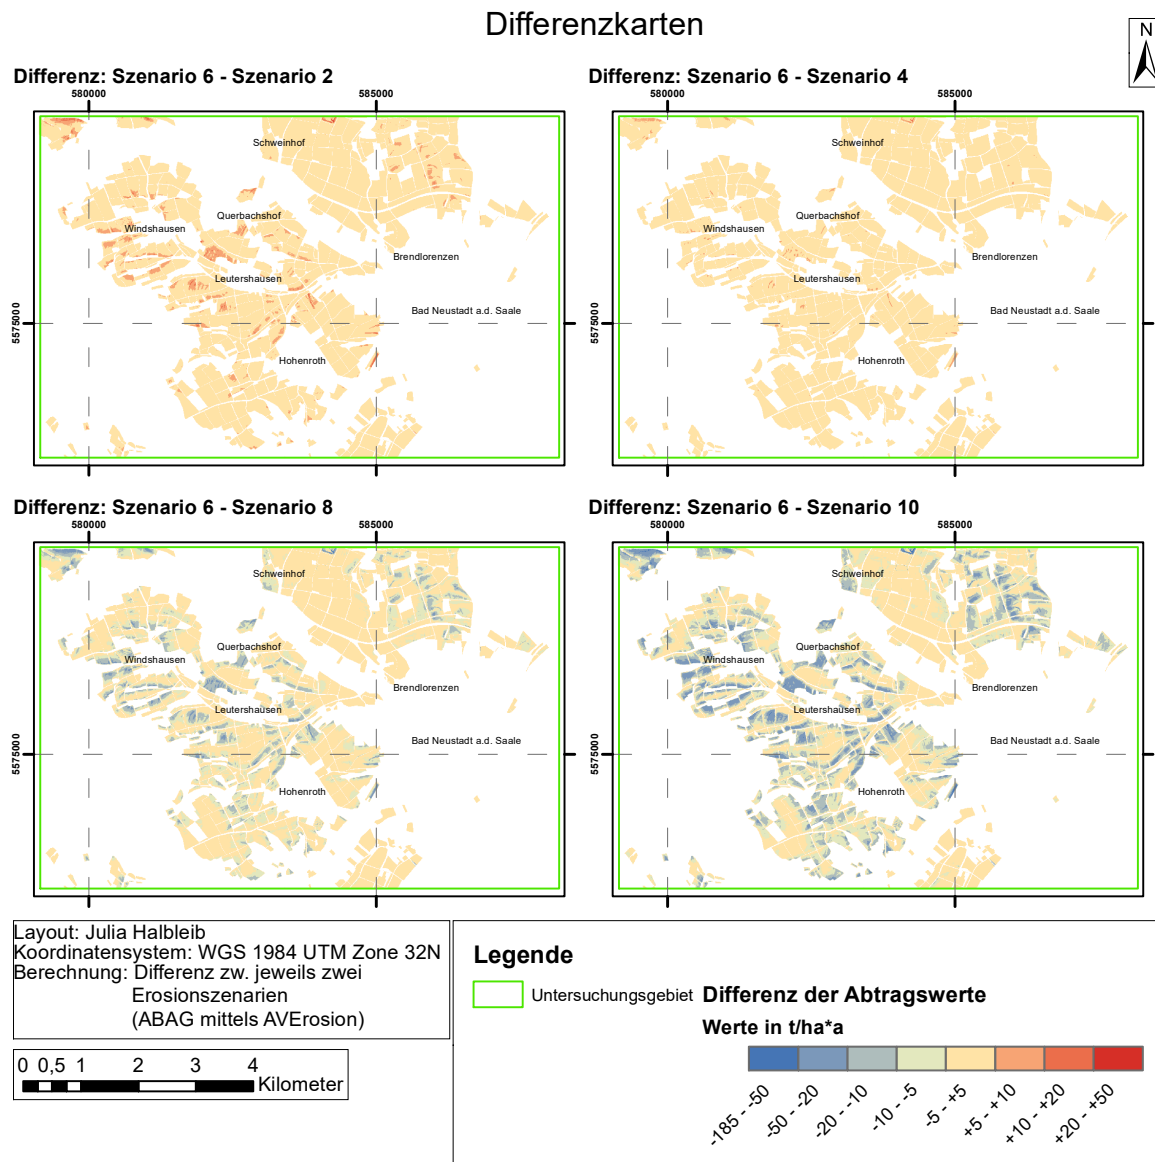 Differenzkarten
N
Differenz: Szenario 6 - Szenario 2
580000
585000
5575000
Schweinhof
Querbachshof
Windshausen
Brendlorenzen
Leutershausen
Bad Neustadt a.d. Saale
Hohenroth
Differenz: Szenario 6 - Szenario 4
580000
585000
5575000
Schweinhof
Querbachshof
Windshausen
Brendlorenzen
Leutershausen
Bad Neustadt a.d. Saale
Hohenroth
Differenz: Szenario 6 - Szenario 8
580000
585000
5575000
Schweinhof
Querbachshof
Windshausen
Brendlorenzen
Leutershausen
Bad Neustadt a.d. Saale
Hohenroth
Differenz: Szenario 6 - Szenario 10
580000
585000
5575000
Schweinhof
Querbachshof
Windshausen
Brendlorenzen
Leutershausen
Bad Neustadt a.d. Saale
Hohenroth
Layout: Julia Halbleib
Koordinatensystem: WGS 1984 UTM Zone 32N
Berechnung: Differenz zw. jeweils zwei
Erosionszenarien
(ABAG mittels AVErosion)
0 0,5 1 2 3 4
Kilometer
Legende
Untersuchungsgebiet
Differenz der Abtragswerte
Werte in t/ha*a
-185 - -50
-50 - -20
-20 - -10
-10 - -5
-5 - +5
+5 - +10
+10 - +20
+20 - +50